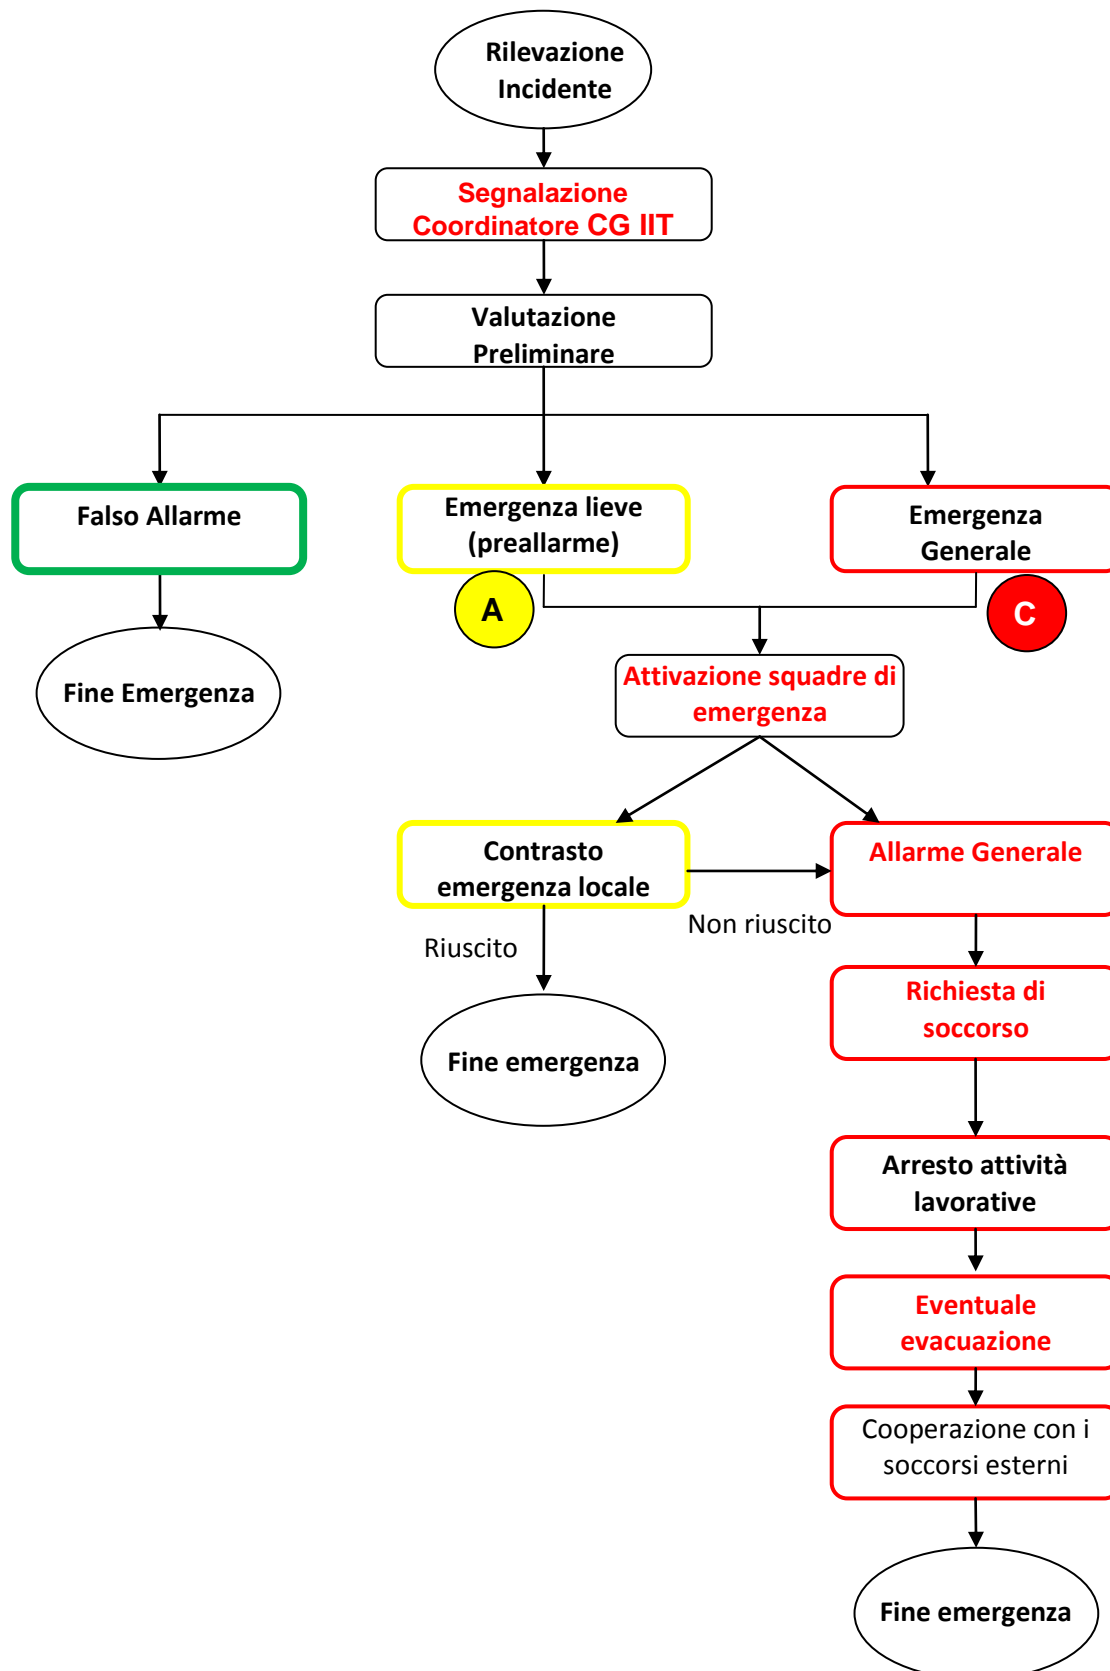 Rilevazione
Incidente
Segnalazione
Coordinatore CG IIT
Valutazione
Preliminare
Falso Allarme
Emergenza lieve
(preallarme)
Emergenza
Generale
A
C
Fine Emergenza
Attivazione squadre di
emergenza
Contrasto
emergenza locale
Allarme Generale
Non riuscito
Riuscito
Richiesta di
soccorso
Fine emergenza
Arresto attività
lavorative
Eventuale
evacuazione
Cooperazione con i
soccorsi esterni
Fine emergenza